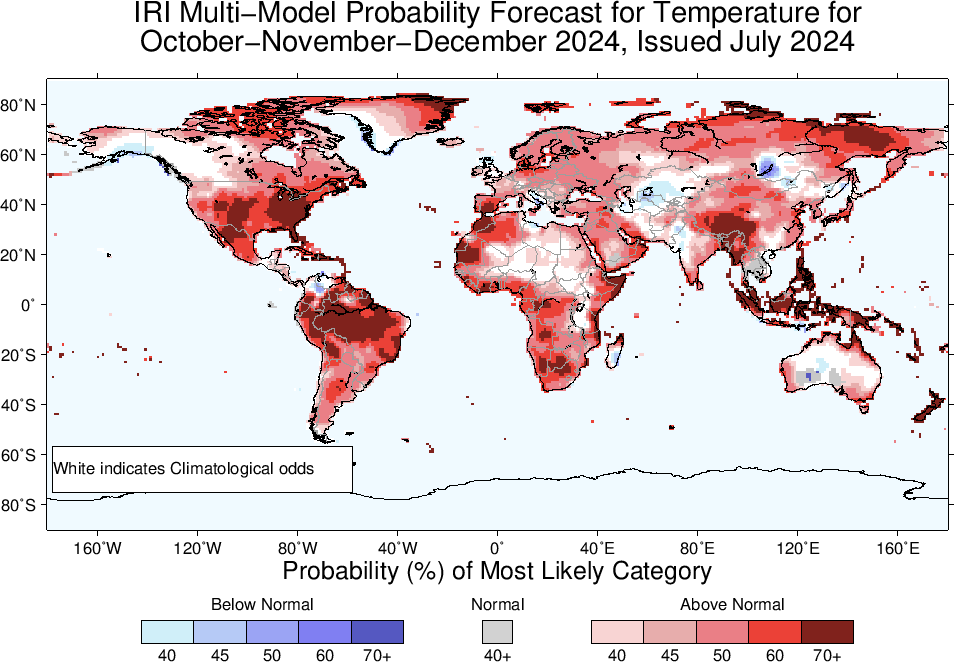 IRI Multi−Model Probability Forecast for Temperature for
October−November−December 2024, Issued July 2024
80˚N
60˚N
40˚N
20˚N
0˚
20˚S
40˚S
60˚S
80˚S
White indicates Climatological odds
160˚W 120˚W 80˚W 40˚W 0˚ 40˚E 80˚E 120˚E 160˚E
Probability (%) of Most Likely Category
Below Normal Normal Above Normal
40 45 50 60 70+ 40+ 40 45 50 60 70+